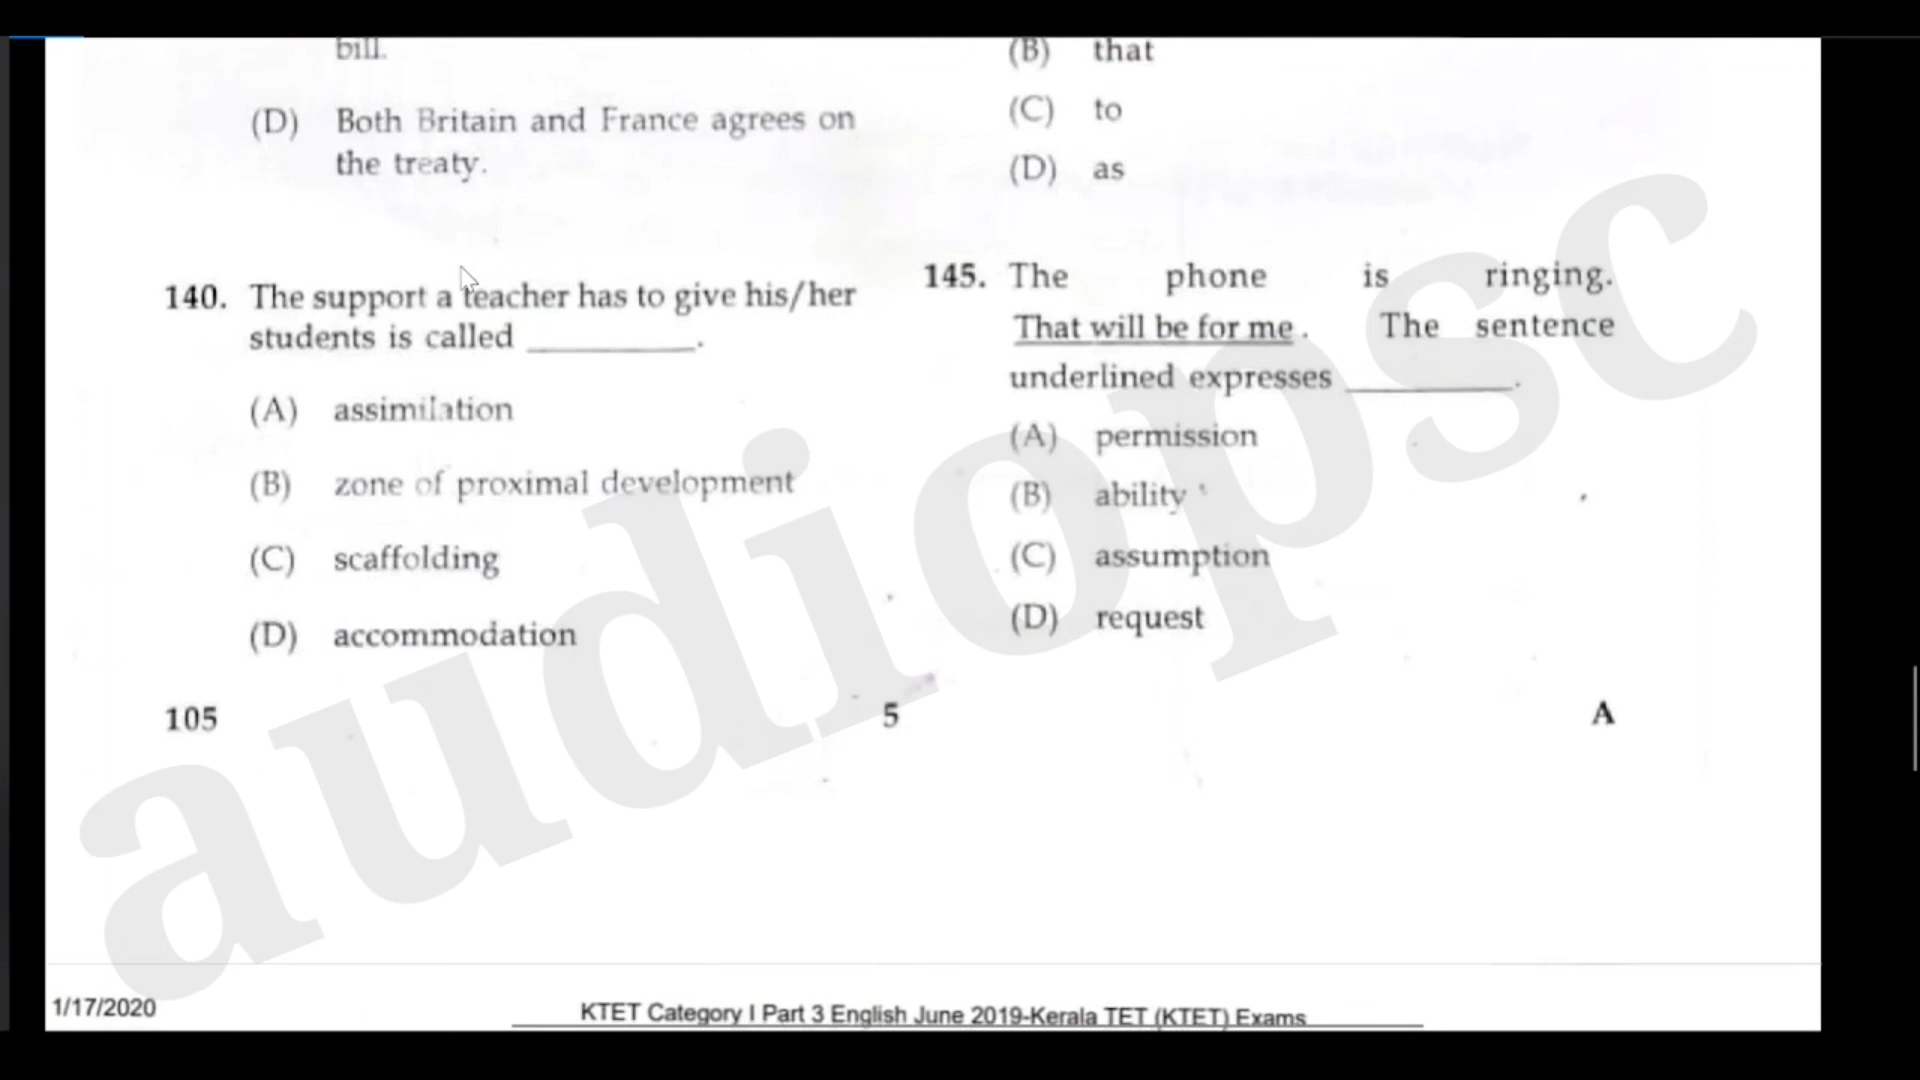 bill.
(D) Both Britain and France agrees on
the treaty.
140. The support a teacher has to give his/her
students is called ________.
(A) assimilation
(B) zone of proximal development
(C) scaffolding
(D) accommodation
(B) that
(C) to
(D) as
145. The phone is ringing.
That will be for me. The sentence
underlined expresses ________.
(A) permission
(B) ability
(C) assumption
(D) request
105 5 A
audiopsc
1/17/2020 KTET Category I Part 3 English June 2019-Kerala TET (KTET) Exams